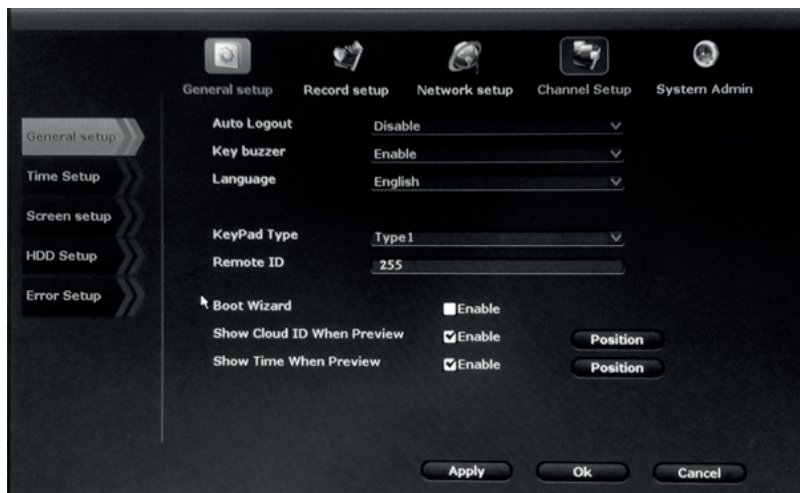 General setup
Record setup
Network setup
Channel Setup
System Admin
General setup
Time Setup
Screen setup
HDD Setup
Error Setup
Auto Logout Disable
Key buzzer Enable
Language English
KeyPad Type Type1
Remote ID 255
Boot Wizard Enable
Show Cloud ID When Preview Enable Position
Show Time When Preview Enable Position
Apply Ok Cancel